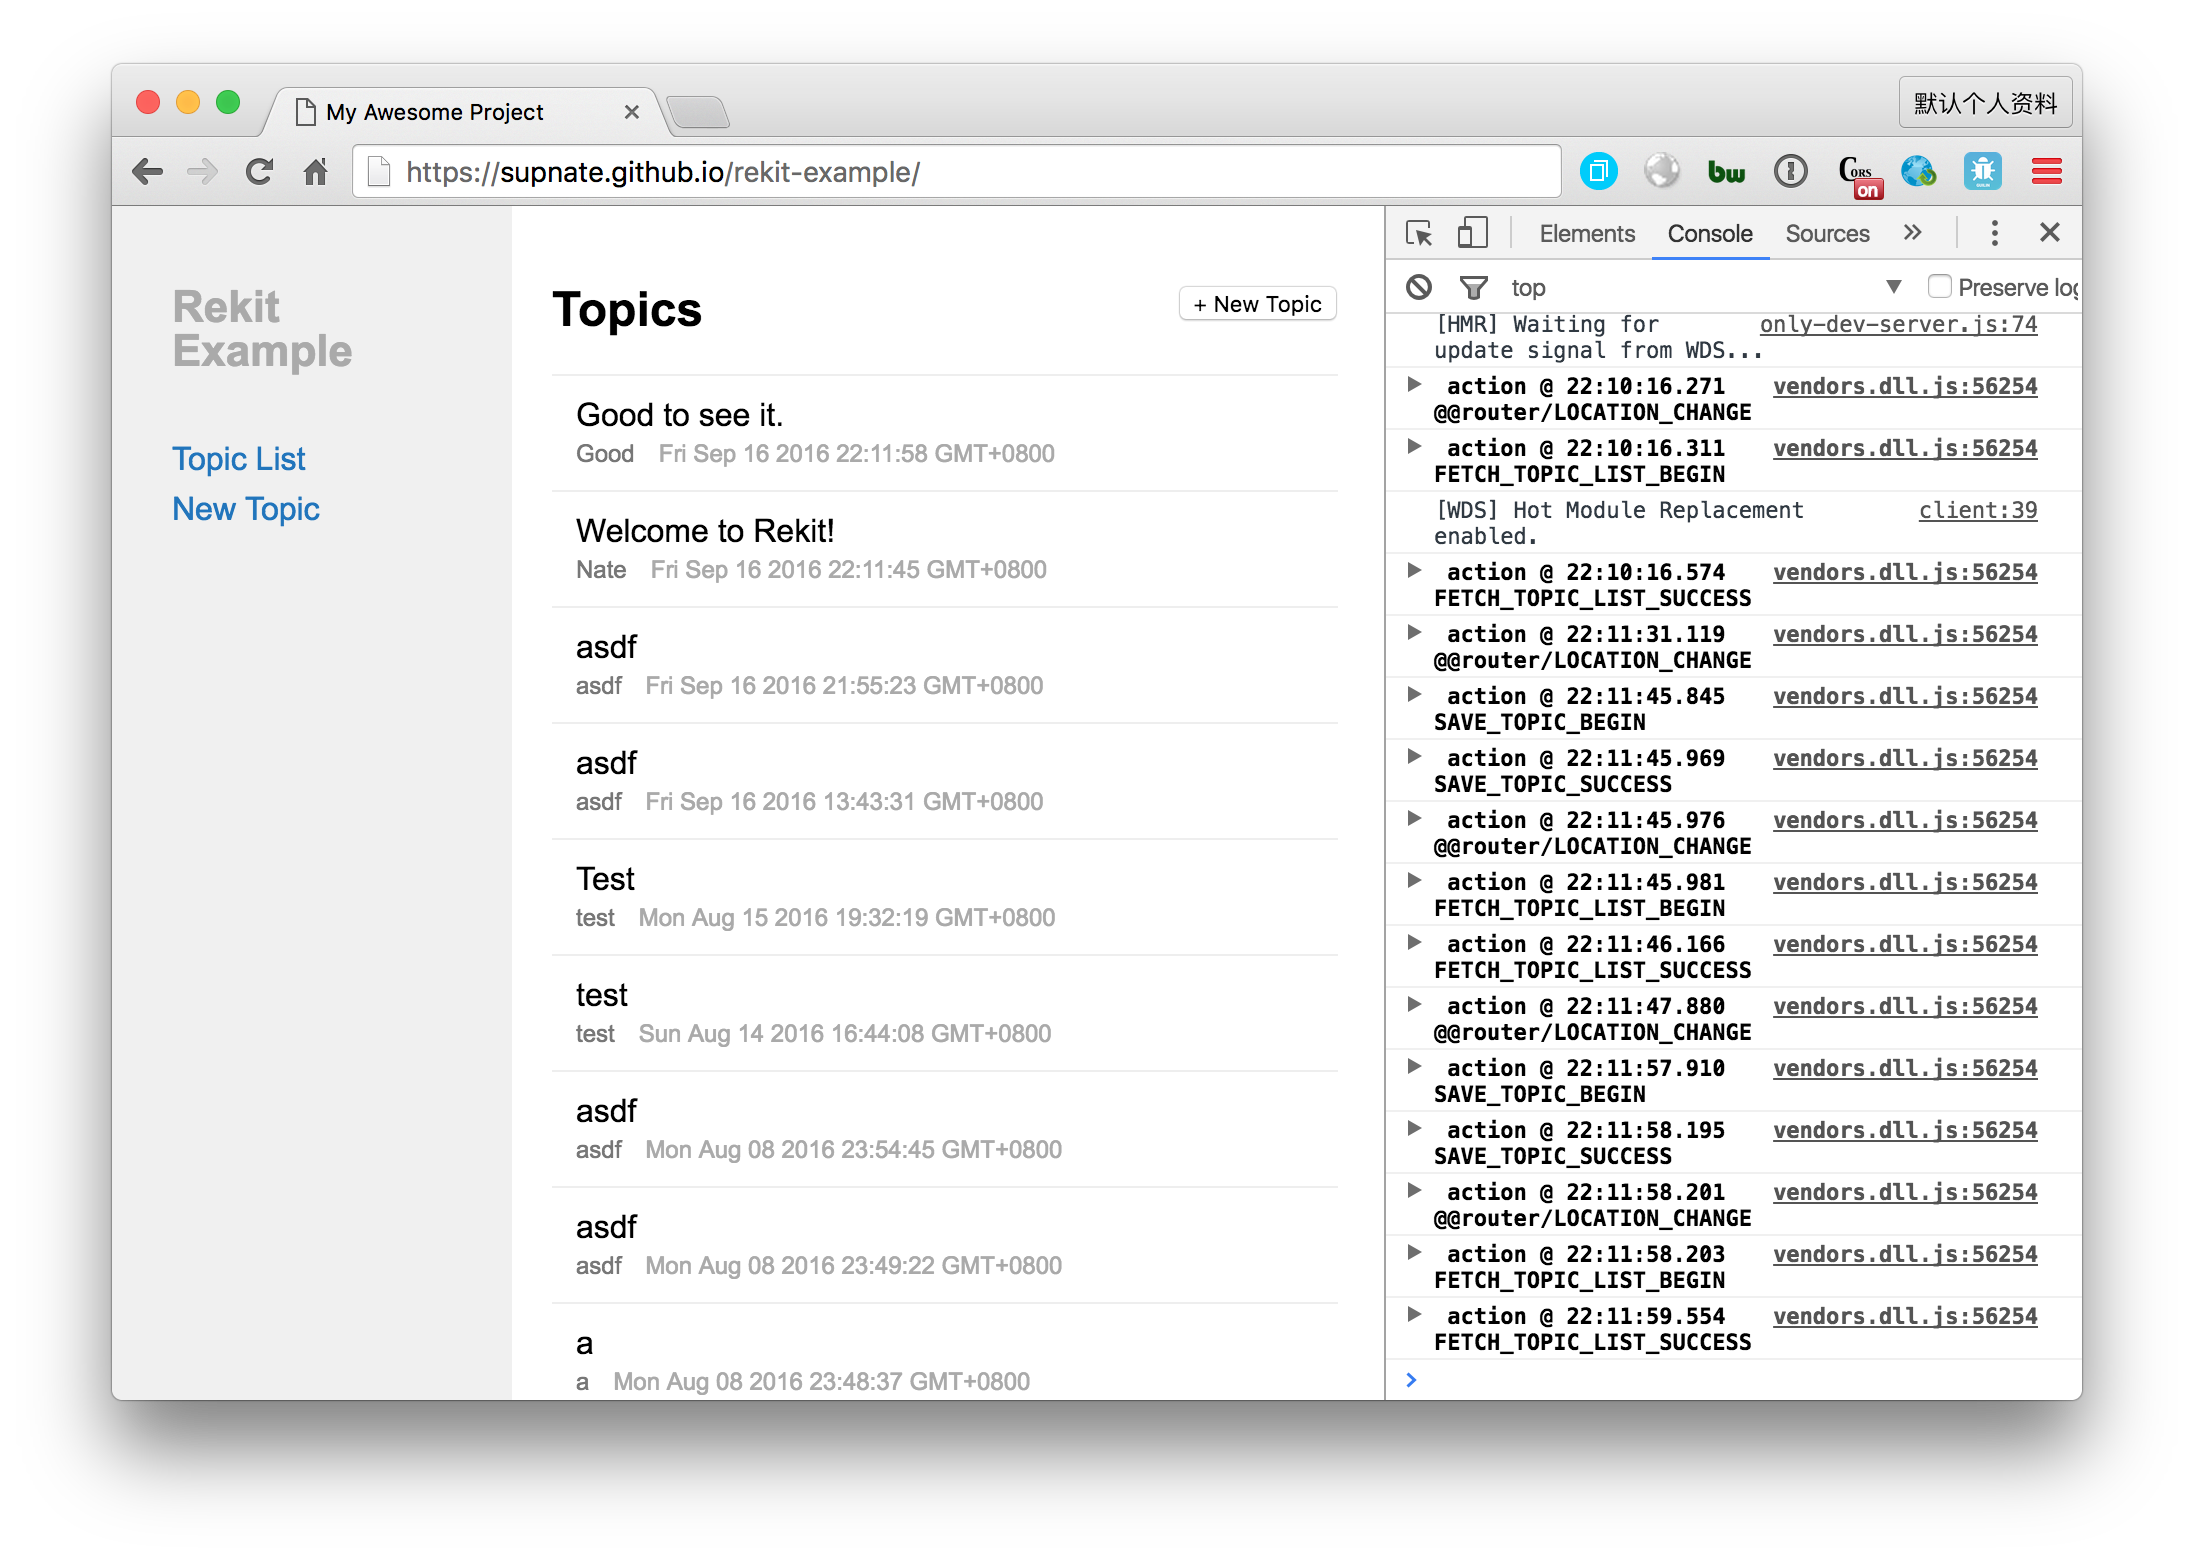 My Awesome Project
默认个人资料
https://supnate.github.io/rekit-example/
bw
CORS
on
Rekit
Example
Topic List
New Topic
Topics
+ New Topic
Good to see it.
Good Fri Sep 16 2016 22:11:58 GMT+0800
Welcome to Rekit!
Nate Fri Sep 16 2016 22:11:45 GMT+0800
asdf
asdf Fri Sep 16 2016 21:55:23 GMT+0800
asdf
asdf Fri Sep 16 2016 13:43:31 GMT+0800
Test
test Mon Aug 15 2016 19:32:19 GMT+0800
test
test Sun Aug 14 2016 16:44:08 GMT+0800
asdf
asdf Mon Aug 08 2016 23:54:45 GMT+0800
asdf
asdf Mon Aug 08 2016 23:49:22 GMT+0800
a
a Mon Aug 08 2016 23:48:37 GMT+0800
Elements Console Sources
top Preserve log
[HMR] Waiting for only-dev-server.js:74
update signal from WDS...
action @ 22:10:16.271 vendors.dll.js:56254
@@router/LOCATION_CHANGE
action @ 22:10:16.311 vendors.dll.js:56254
FETCH_TOPIC_LIST_BEGIN
[WDS] Hot Module Replacement client:39
enabled.
action @ 22:10:16.574 vendors.dll.js:56254
FETCH_TOPIC_LIST_SUCCESS
action @ 22:11:31.119 vendors.dll.js:56254
@@router/LOCATION_CHANGE
action @ 22:11:45.845 vendors.dll.js:56254
SAVE_TOPIC_BEGIN
action @ 22:11:45.969 vendors.dll.js:56254
SAVE_TOPIC_SUCCESS
action @ 22:11:45.976 vendors.dll.js:56254
@@router/LOCATION_CHANGE
action @ 22:11:45.981 vendors.dll.js:56254
FETCH_TOPIC_LIST_BEGIN
action @ 22:11:46.166 vendors.dll.js:56254
FETCH_TOPIC_LIST_SUCCESS
action @ 22:11:47.880 vendors.dll.js:56254
@@router/LOCATION_CHANGE
action @ 22:11:57.910 vendors.dll.js:56254
SAVE_TOPIC_BEGIN
action @ 22:11:58.195 vendors.dll.js:56254
SAVE_TOPIC_SUCCESS
action @ 22:11:58.201 vendors.dll.js:56254
@@router/LOCATION_CHANGE
action @ 22:11:58.203 vendors.dll.js:56254
FETCH_TOPIC_LIST_BEGIN
action @ 22:11:59.554 vendors.dll.js:56254
FETCH_TOPIC_LIST_SUCCESS